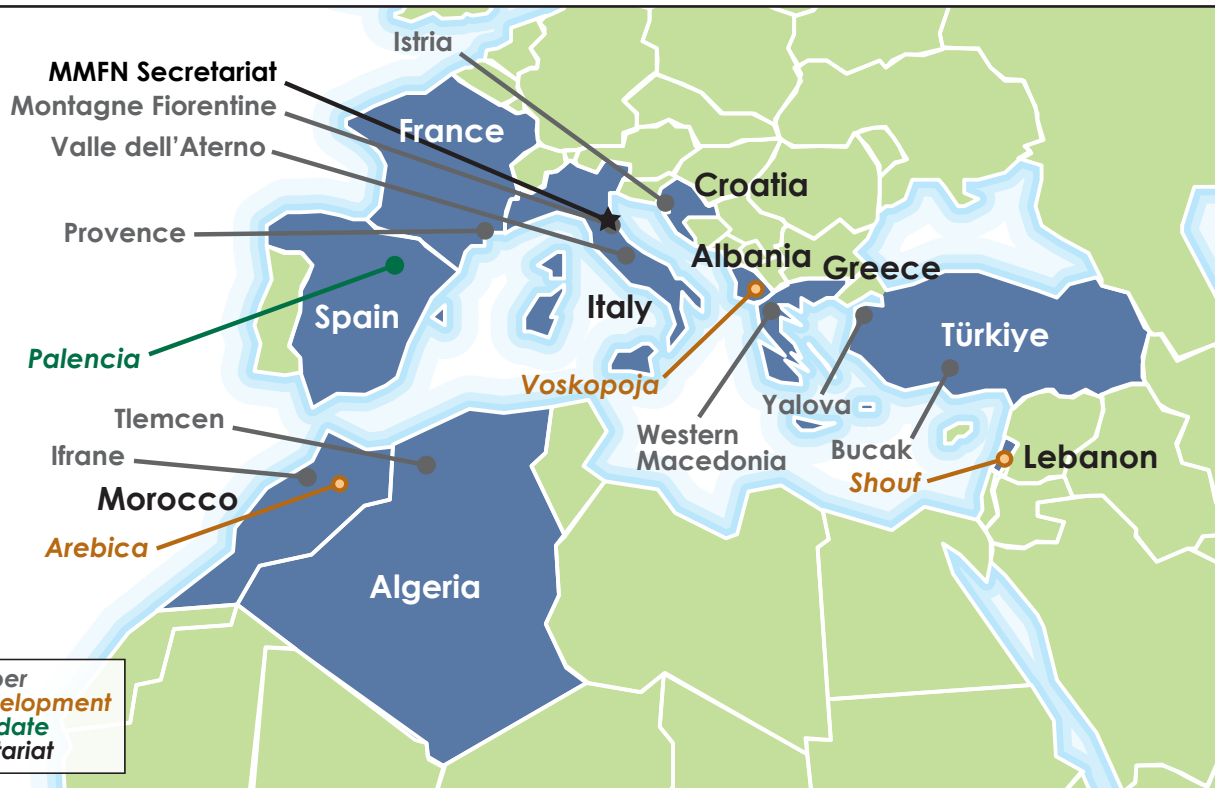 Istria
MMFN Secretariat
Montagne Fiorentine
France
Valle dell’Aterno
Croatia
Provence
Albania
Greece
Spain
Italy
Türkiye
Palencia
Voskopoja
Yalova
Tlemcen
Western
Macedonia
Bucak
Ifrane
Lebanon
Shouf
Morocco
Arebica
Algeria
per
elopment
date
tariat